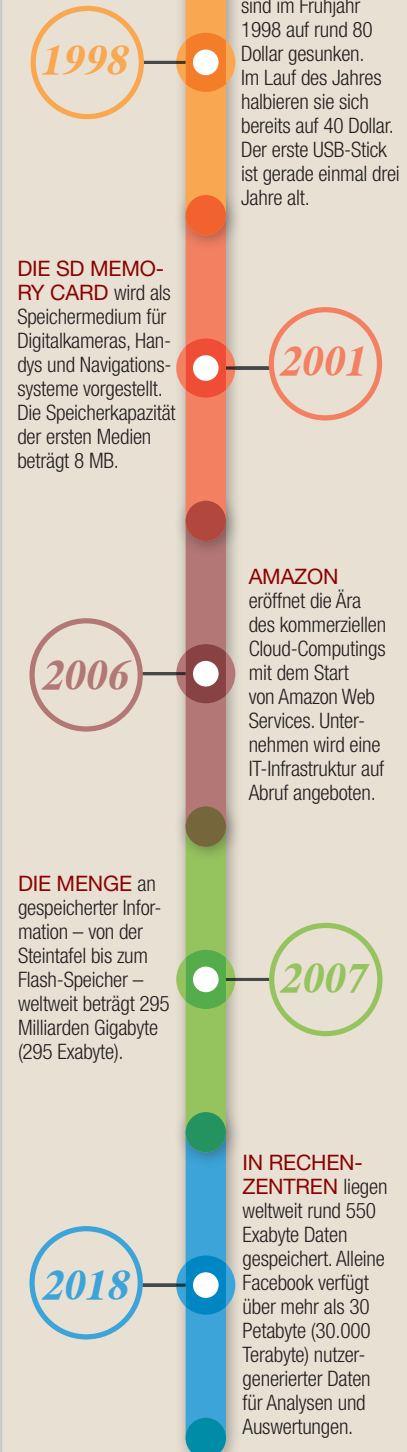 sind im Frühjahr
1998 auf rund 80
Dollar gesunken.
Im Lauf des Jahres
halbieren sie sich
bereits auf 40 Dollar.
Der erste USB-Stick
ist gerade einmal drei
Jahre alt.
1998
DIE SD MEMO-
RY CARD wird als
Speichermedium für
Digitalkameras, Han-
dys und Navigations-
systeme vorgestellt.
Die Speicherkapazität
der ersten Medien
beträgt 8 MB.
2001
AMAZON
eröffnet die Ära
des kommerziellen
Cloud-Computings
mit dem Start
von Amazon Web
Services. Unter-
nehmen wird eine
IT-Infrastruktur auf
Abruf angeboten.
2006
DIE MENGE an
gespeicherter Infor-
mation – von der
Steintafel bis zum
Flash-Speicher –
weltweit beträgt 295
Milliarden Gigabyte
(295 Exabyte).
2007
IN RECHEN-
ZENTREN liegen
weltweit rund 550
Exabyte Daten
gespeichert. Alleine
Facebook verfügt
über mehr als 30
Petabyte (30.000
Terabyte) nutzer-
generierter Daten
für Analysen und
Auswertungen.
2018